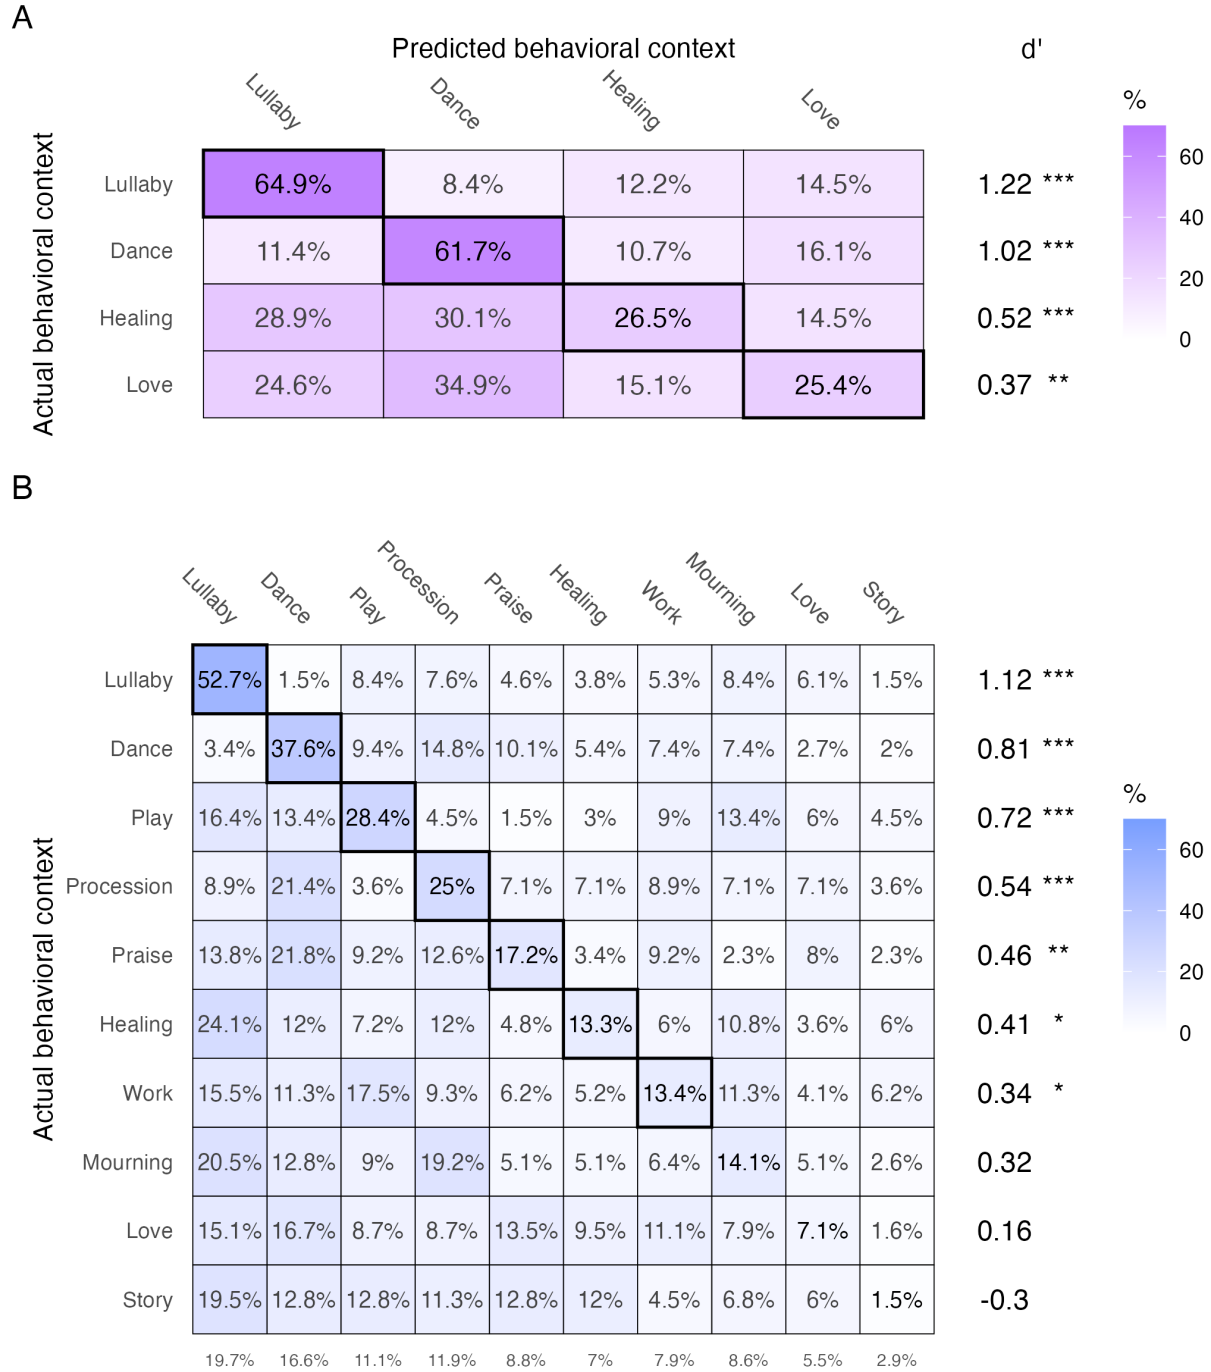 A
Predicted behavioral context d'
Lullaby Dance Healing Love
%
Actual behavioral context
Lullaby 64.9% 8.4% 12.2% 14.5% 1.22 ***
Dance 11.4% 61.7% 10.7% 16.1% 1.02 ***
Healing 28.9% 30.1% 26.5% 14.5% 0.52 ***
Love 24.6% 34.9% 15.1% 25.4% 0.37 **
60
40
20
0
B
Lullaby Dance Play Procession Praise Healing Work Mourning Love Story
Actual behavioral context
Lullaby 52.7% 1.5% 8.4% 7.6% 4.6% 3.8% 5.3% 8.4% 6.1% 1.5% 1.12 ***
Dance 3.4% 37.6% 9.4% 14.8% 10.1% 5.4% 7.4% 7.4% 2.7% 2% 0.81 ***
Play 16.4% 13.4% 28.4% 4.5% 1.5% 3% 9% 13.4% 6% 4.5% 0.72 ***
Procession 8.9% 21.4% 3.6% 25% 7.1% 7.1% 8.9% 7.1% 7.1% 3.6% 0.54 ***
Praise 13.8% 21.8% 9.2% 12.6% 17.2% 3.4% 9.2% 2.3% 8% 2.3% 0.46 **
Healing 24.1% 12% 7.2% 12% 4.8% 13.3% 6% 10.8% 3.6% 6% 0.41 *
Work 15.5% 11.3% 17.5% 9.3% 6.2% 5.2% 13.4% 11.3% 4.1% 6.2% 0.34 *
Mourning 20.5% 12.8% 9% 19.2% 5.1% 5.1% 6.4% 14.1% 5.1% 2.6% 0.32
Love 15.1% 16.7% 8.7% 8.7% 13.5% 9.5% 11.1% 7.9% 7.1% 1.6% 0.16
Story 19.5% 12.8% 12.8% 11.3% 12.8% 12% 4.5% 6.8% 6% 1.5% -0.3
19.7% 16.6% 11.1% 11.9% 8.8% 7% 7.9% 8.6% 5.5% 2.9%
%
60
40
20
0